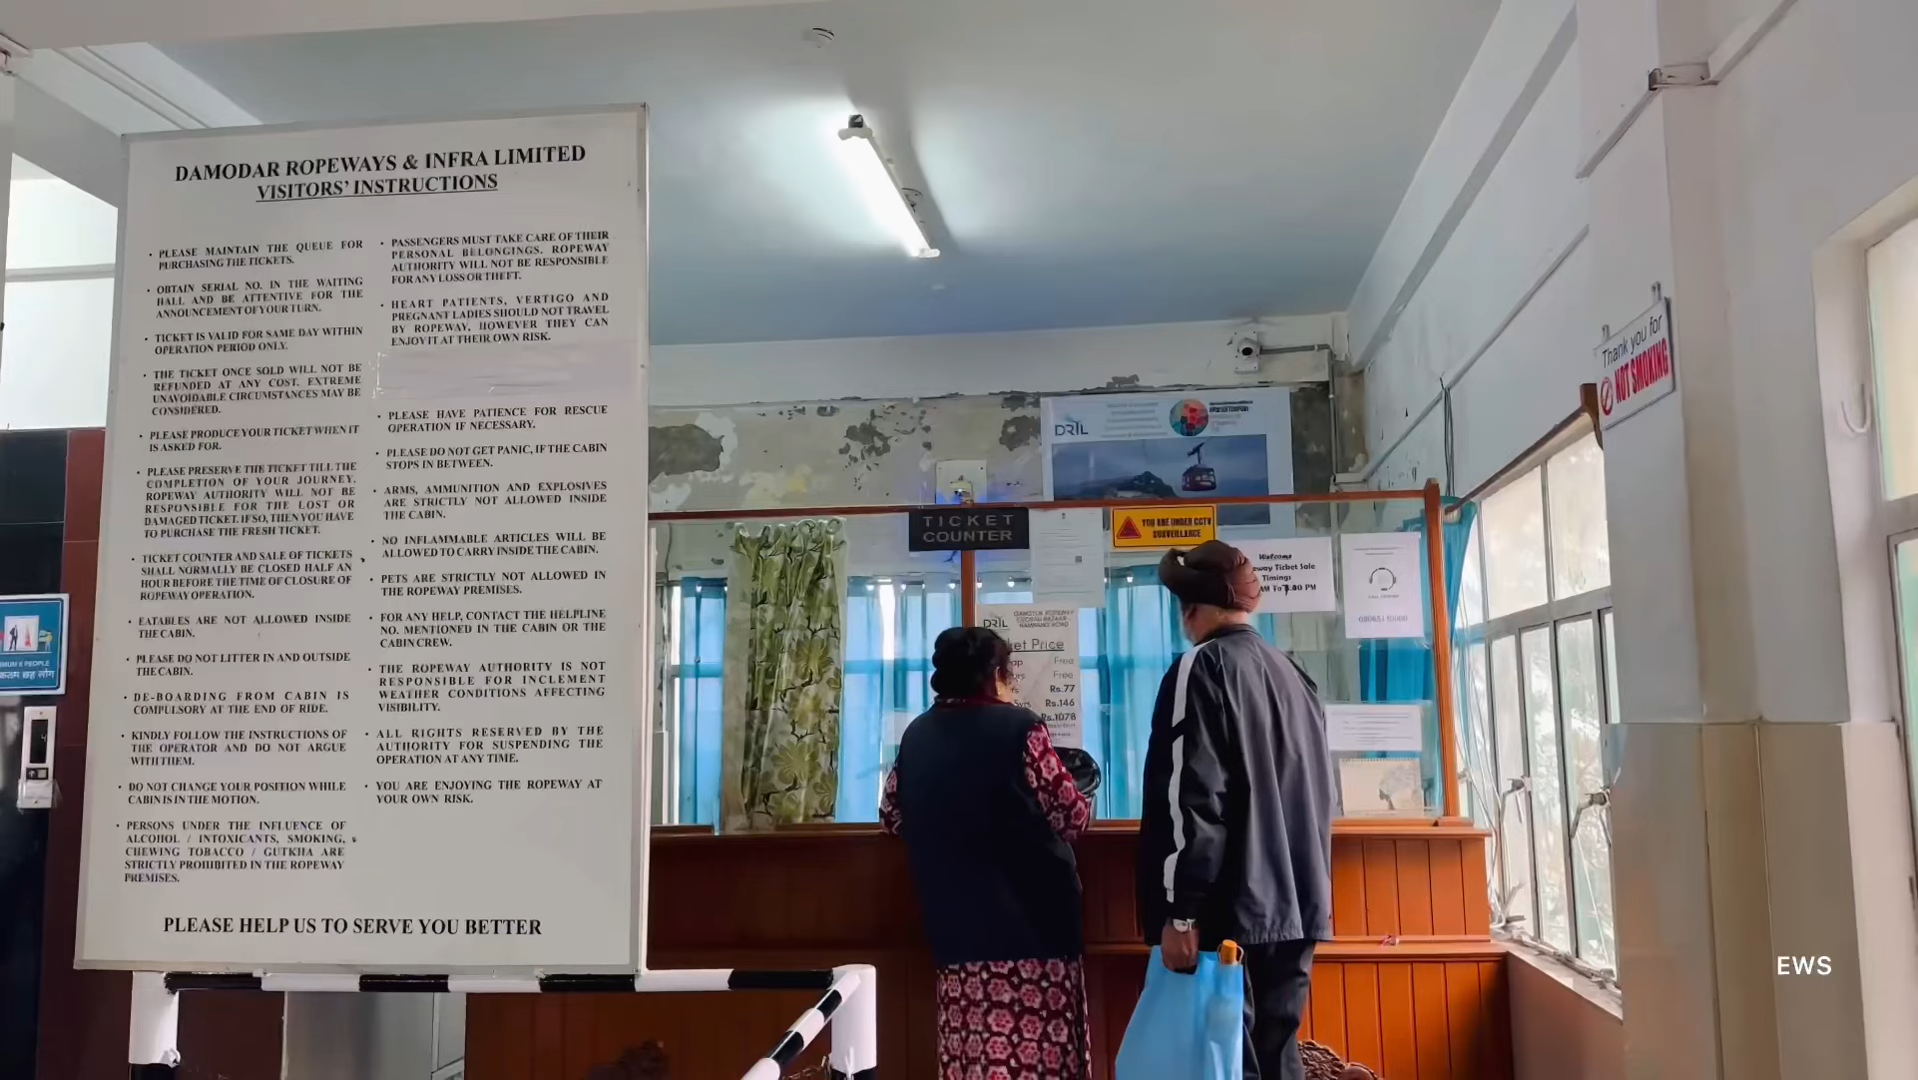 DAMODAR ROPEWAYS & INFRA LIMITED
VISITORS' INSTRUCTIONS
• PLEASE MAINTAIN THE QUEUE FOR
PURCHASING THE TICKETS.
• OBTAIN SERIAL NO. IN THE WAITING
HALL AND BE ATTENTIVE FOR THE
ANNOUNCEMENT OF YOUR TURN.
• TICKET IS VALID FOR SAME DAY WITHIN
OPERATION PERIOD ONLY.
• THE TICKET ONCE SOLD WILL NOT BE
REFUNDED AT ANY COST. EXTREME
UNAVOIDABLE CIRCUMSTANCES MAY BE
CONSIDERED.
• PLEASE PRODUCE YOUR TICKET WHEN IT
IS ASKED FOR.
• PLEASE PRESERVE THE TICKET TILL THE
COMPLETION OF YOUR JOURNEY.
ROPEWAY AUTHORITY WILL NOT BE
RESPONSIBLE FOR THE LOST OR
DAMAGED TICKET. IF SO, THEN YOU HAVE
TO PURCHASE THE FRESH TICKET.
• TICKET COUNTER AND SALE OF TICKETS
SHALL NORMALLY BE CLOSED HALF AN
HOUR BEFORE THE TIME OF CLOSURE OF
ROPEWAY OPERATION.
• EATABLES ARE NOT ALLOWED INSIDE
THE CABIN.
• PLEASE DO NOT LITTER IN AND OUTSIDE
THE CABIN.
• DE-BOARDING FROM CABIN IS
COMPULSORY AT THE END OF RIDE.
• KINDLY FOLLOW THE INSTRUCTIONS OF
THE OPERATOR AND DO NOT ARGUE
WITH THEM.
• DO NOT CHANGE YOUR POSITION WHILE
CABIN IS IN THE MOTION.
• PERSONS UNDER THE INFLUENCE OF
ALCOHOL / INTOXICANTS, SMOKING,
CHEWING TOBACCO / GUTKHA ARE
STRICTLY PROHIBITED IN THE ROPEWAY
PREMISES.
• PASSENGERS MUST TAKE CARE OF THEIR
PERSONAL BELONGINGS. ROPEWAY
AUTHORITY WILL NOT BE RESPONSIBLE
FOR ANY LOSS OR THEFT.
• HEART PATIENTS, VERTIGO AND
PREGNANT LADIES SHOULD NOT TRAVEL
BY ROPEWAY, HOWEVER THEY CAN
ENJOY IT AT THEIR OWN RISK.
• PLEASE HAVE PATIENCE FOR RESCUE
OPERATION IF NECESSARY.
• PLEASE DO NOT GET PANIC, IF THE CABIN
STOPS IN BETWEEN.
• ARMS, AMMUNITION AND EXPLOSIVES
ARE STRICTLY NOT ALLOWED INSIDE
THE CABIN.
• NO INFLAMMABLE ARTICLES WILL BE
ALLOWED TO CARRY INSIDE THE CABIN.
• PETS ARE STRICTLY NOT ALLOWED IN
THE ROPEWAY PREMISES.
• FOR ANY HELP, CONTACT THE HELPLINE
NO. MENTIONED IN THE CABIN OR THE
CABIN CREW.
• THE ROPEWAY AUTHORITY IS NOT
RESPONSIBLE FOR INCLEMENT
WEATHER CONDITIONS AFFECTING
VISIBILITY.
• ALL RIGHTS RESERVED BY THE
AUTHORITY FOR SUSPENDING THE
OPERATION AT ANY TIME.
• YOU ARE ENJOYING THE ROPEWAY AT
YOUR OWN RISK.
PLEASE HELP US TO SERVE YOU BETTER
6 PEOPLE
छह लोग
DRIL
TICKET
COUNTER
YOU ARE UNDER CCTV
SURVEILLANCE
Welcome
Ticket Sale
Timings
To PM
DRIL
Price
Free
Free
Rs.77
Rs.146
Rs.1078
Thank you for
NOT SMOKING
EWS